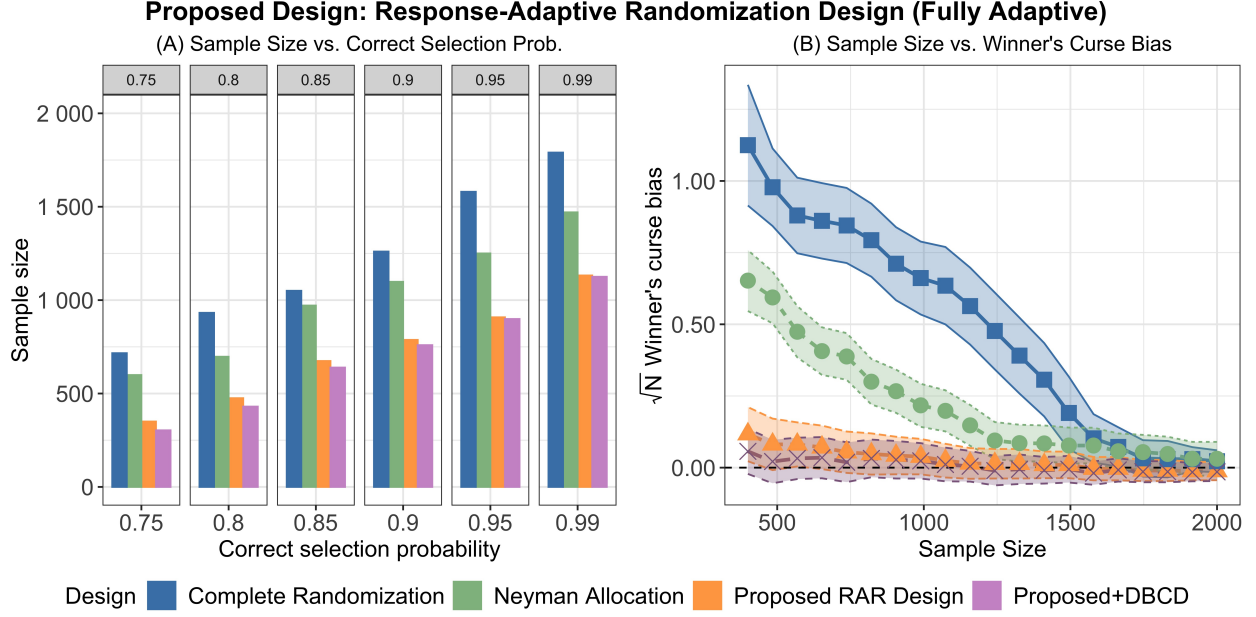 Proposed Design: Response-Adaptive Randomization Design (Fully Adaptive)
(A) Sample Size vs. Correct Selection Prob.
0.75 0.8 0.85 0.9 0.95 0.99
2 000
1 500
1 000
500
0
Sample size
0.75 0.8 0.85 0.9 0.95 0.99
Correct selection probability
(B) Sample Size vs. Winner's Curse Bias
1.00
0.50
0.00
√N Winner's curse bias
500 1000 1500 2000
Sample Size
Design Complete Randomization Neyman Allocation Proposed RAR Design Proposed+DBCD